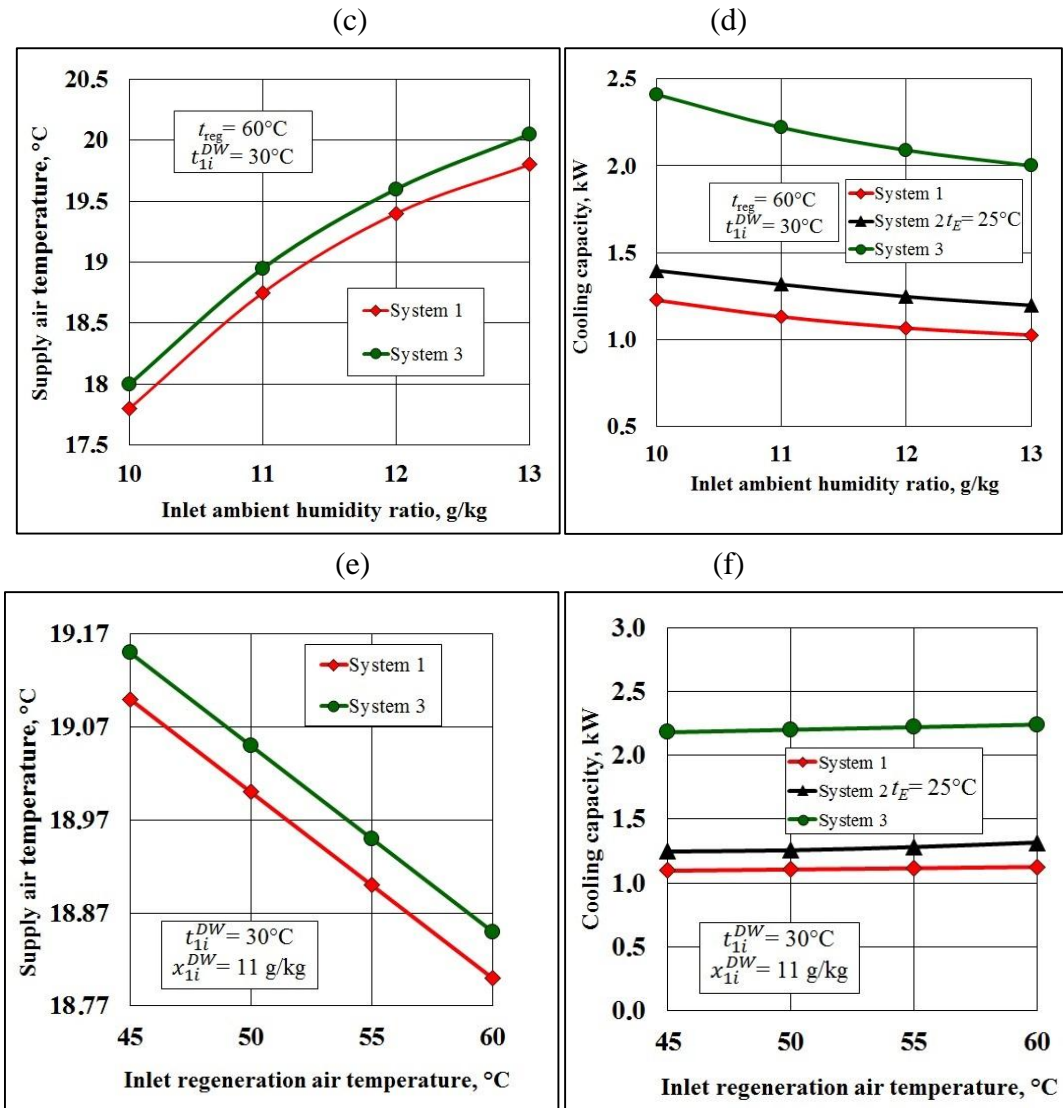 (c)
Supply air temperature, °C
20.5
20
19.5
19
18.5
18
17.5
t_reg= 60°C
t_1i^DW= 30°C
System 1
System 3
10 11 12 13
Inlet ambient humidity ratio, g/kg
(d)
Cooling capacity, kW
2.5
2.0
1.5
1.0
0.5
t_reg= 60°C
t_1i^DW= 30°C
System 1
System 2 t_E= 25°C
System 3
10 11 12 13
Inlet ambient humidity ratio, g/kg
(e)
Supply air temperature, °C
19.17
19.07
18.97
18.87
18.77
System 1
System 3
t_1i^DW= 30°C
x_1i^DW= 11 g/kg
45 50 55 60
Inlet regeneration air temperature, °C
(f)
Cooling capacity, kW
3.0
2.5
2.0
1.5
1.0
0.5
0.0
System 1
System 2 t_E= 25°C
System 3
t_1i^DW= 30°C
x_1i^DW= 11 g/kg
45 50 55 60
Inlet regeneration air temperature, °C